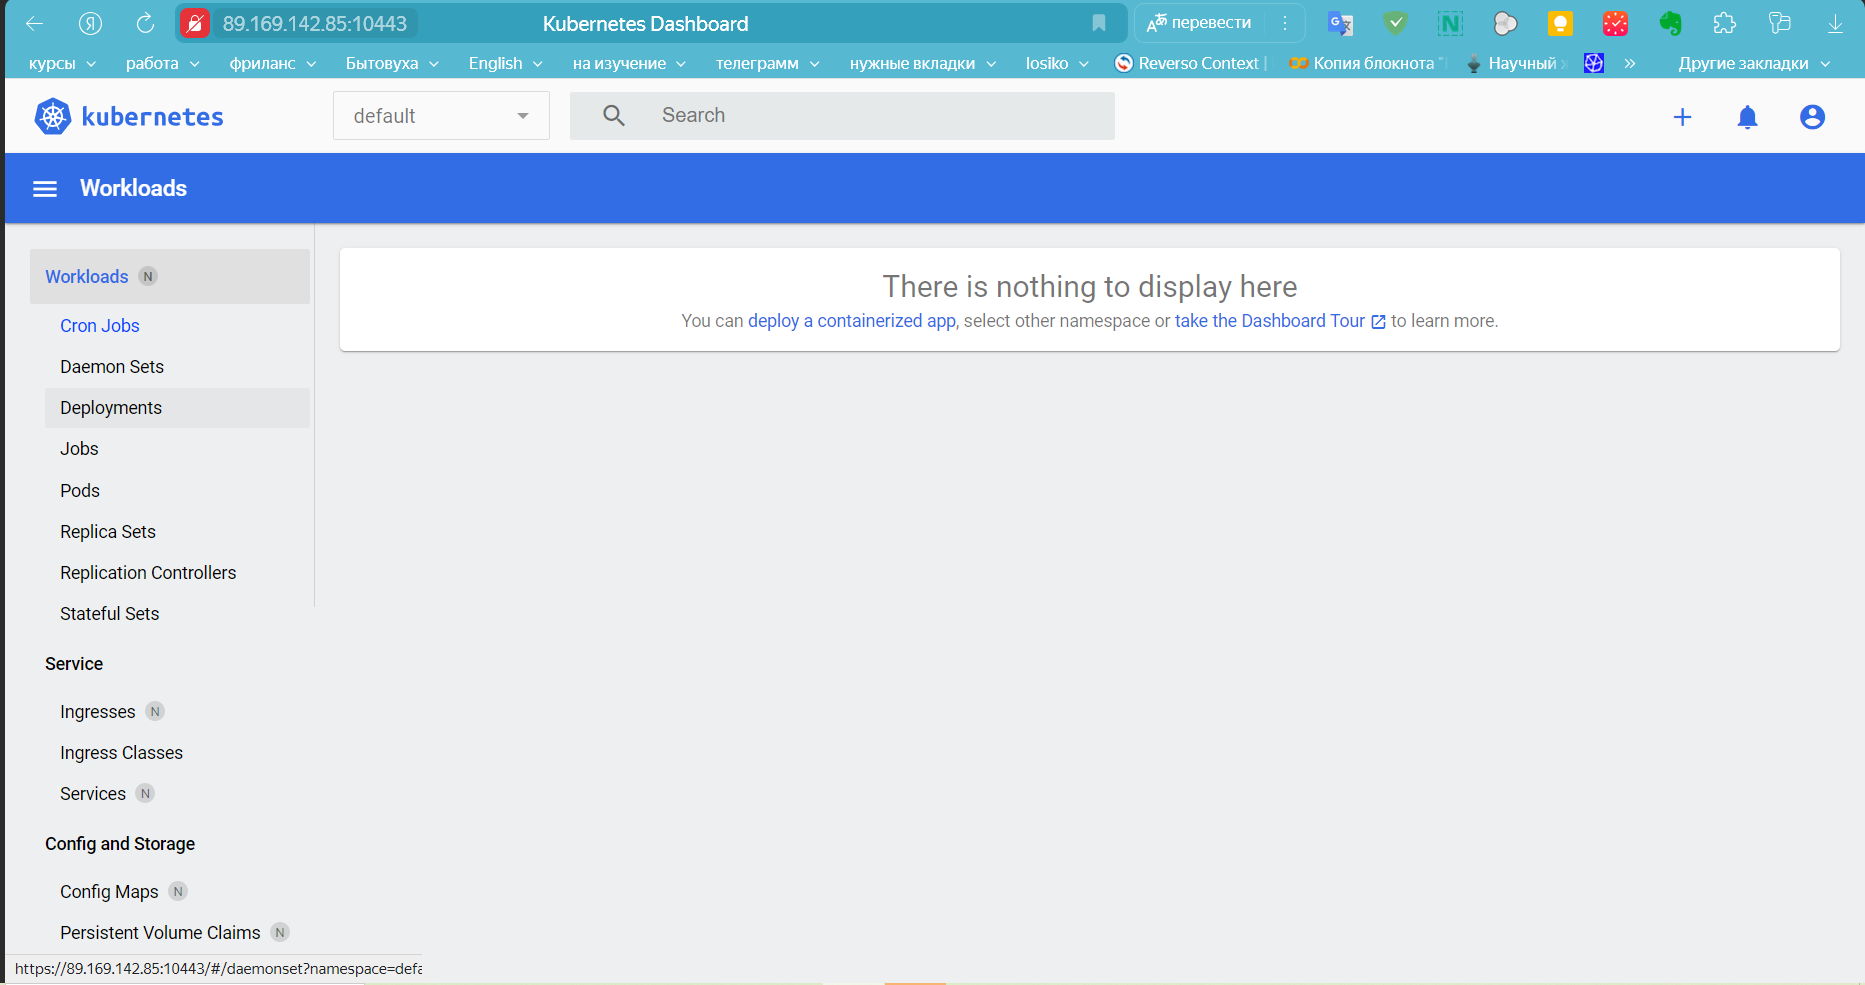 89.169.142.85:10443 Kubernetes Dashboard перевести
курсы работа фриланс Бытовуха English на изучение телеграмм нужные вкладки losiko Reverso Context | Копия блокнота Научный Другие закладки
kubernetes default Search
Workloads
Workloads N
Cron Jobs
Daemon Sets
Deployments
Jobs
Pods
Replica Sets
Replication Controllers
Stateful Sets
Service
Ingresses N
Ingress Classes
Services N
Config and Storage
Config Maps N
Persistent Volume Claims N
There is nothing to display here
You can deploy a containerized app, select other namespace or take the Dashboard Tour to learn more.
https://89.169.142.85:10443/#/daemonset?namespace=defa